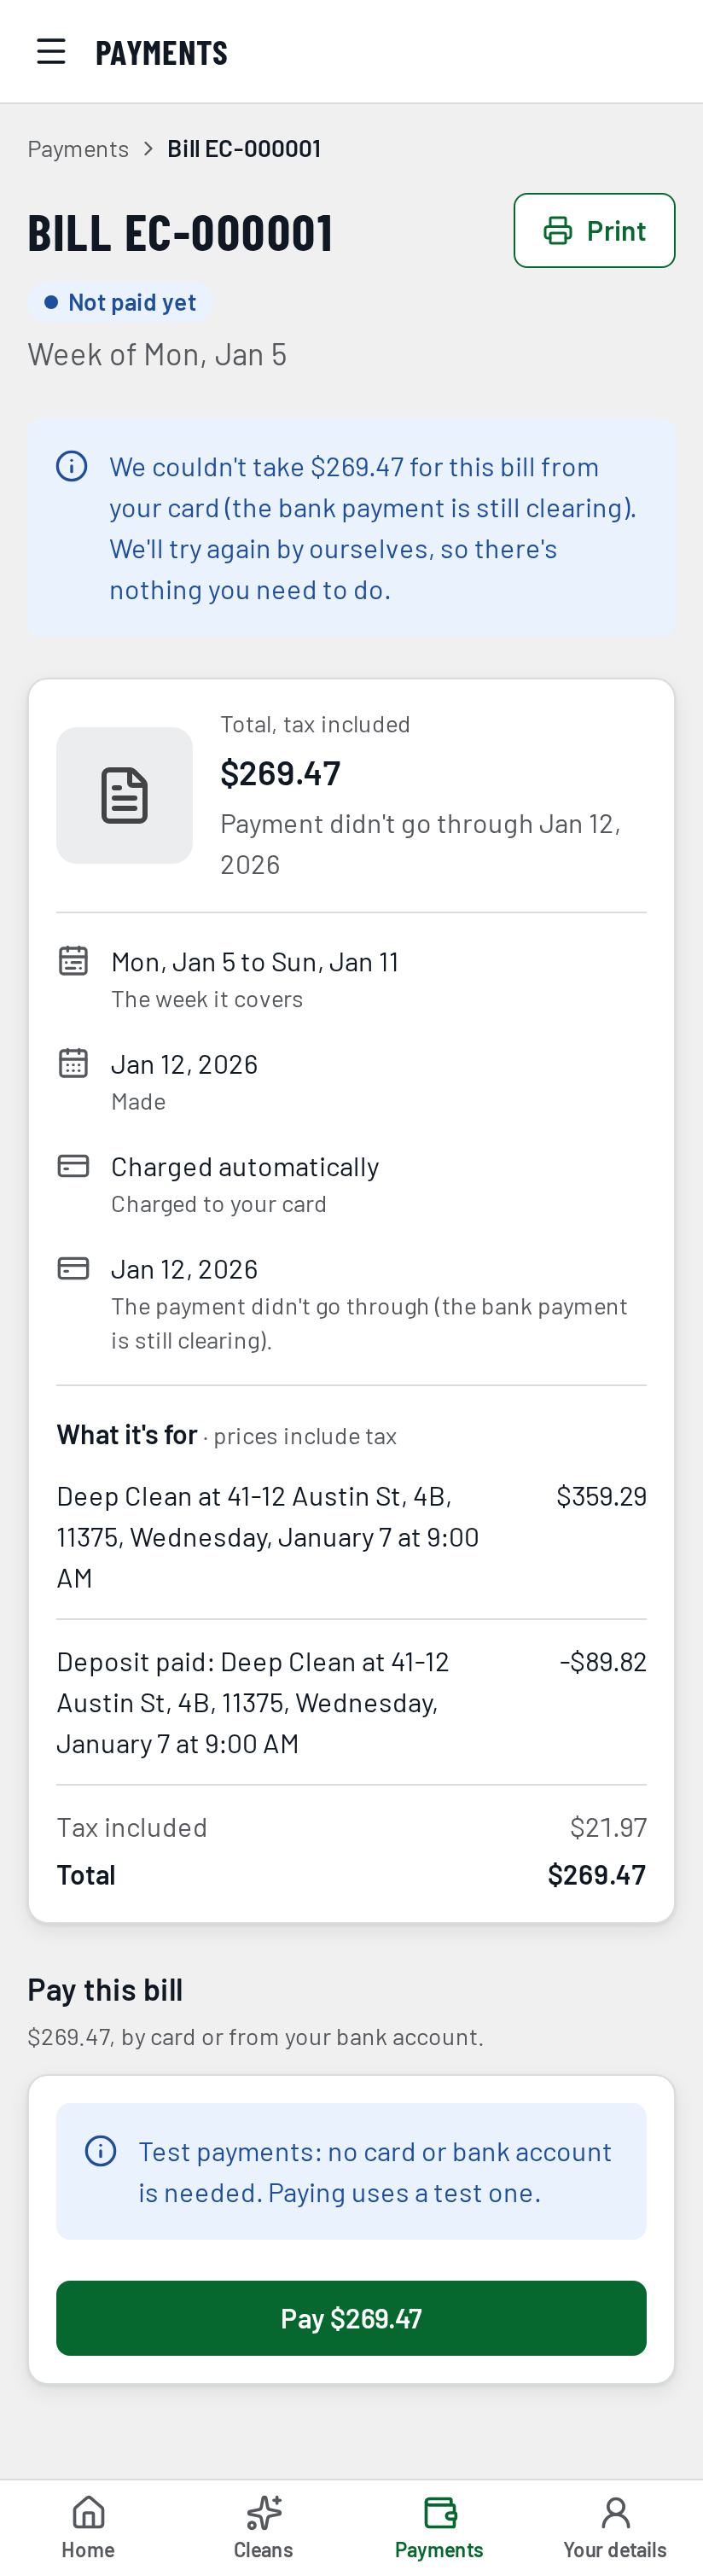 PAYMENTS
Payments > Bill EC-000001
BILL EC-000001
Print
Not paid yet
Week of Mon, Jan 5
We couldn't take $269.47 for this bill from
your card (the bank payment is still clearing).
We'll try again by ourselves, so there's
nothing you need to do.
Total, tax included
$269.47
Payment didn't go through Jan 12,
2026
Mon, Jan 5 to Sun, Jan 11
The week it covers
Jan 12, 2026
Made
Charged automatically
Charged to your card
Jan 12, 2026
The payment didn't go through (the bank payment
is still clearing).
What it's for · prices include tax
Deep Clean at 41-12 Austin St, 4B, $359.29
11375, Wednesday, January 7 at 9:00
AM
Deposit paid: Deep Clean at 41-12 -$89.82
Austin St, 4B, 11375, Wednesday,
January 7 at 9:00 AM
Tax included $21.97
Total $269.47
Pay this bill
$269.47, by card or from your bank account.
Test payments: no card or bank account
is needed. Paying uses a test one.
Pay $269.47
Home Cleans Payments Your details